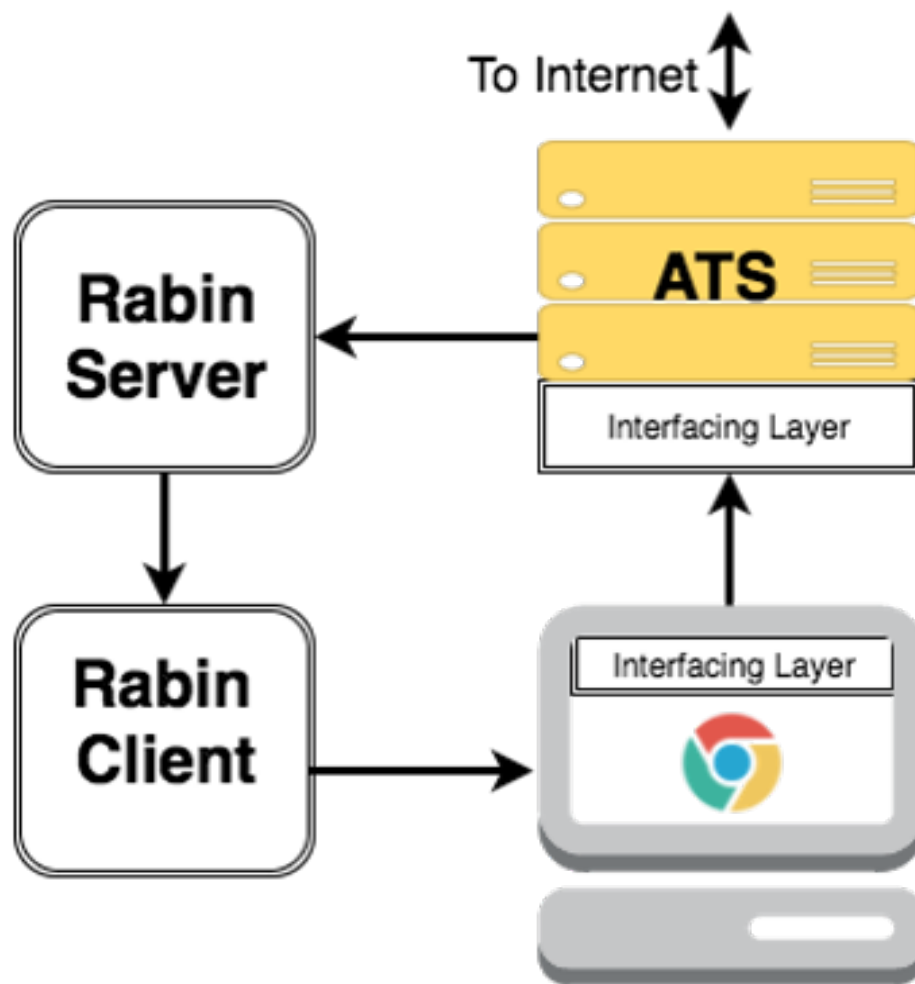 To Internet
ATS
Rabin
Server
Interfacing Layer
Rabin
Client
Interfacing Layer